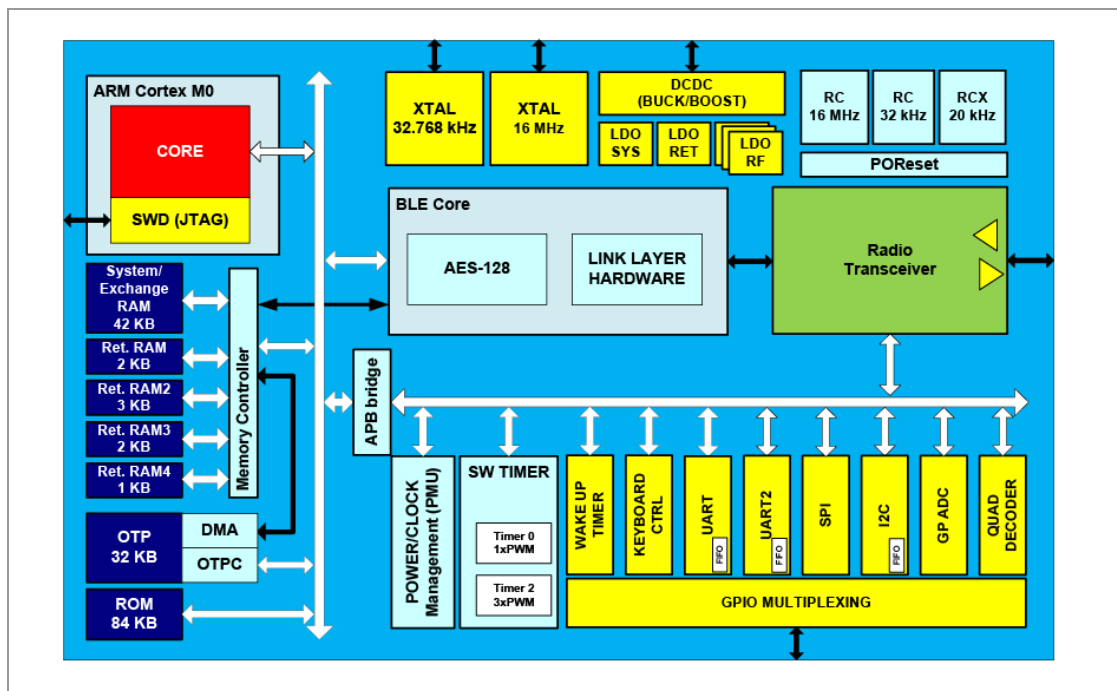 ARM Cortex M0
CORE
SWD (JTAG)
XTAL
32.768 kHz
XTAL
16 MHz
DCDC
(BUCK/BOOST)
LDO
SYS
LDO
RET
LDO
RF
RC
16 MHz
RC
32 kHz
RCX
20 kHz
POReset
BLE Core
AES-128
LINK LAYER
HARDWARE
Radio
Transceiver
System/
Exchange
RAM
42 KB
Ret. RAM
2 KB
Ret. RAM2
3 KB
Ret. RAM3
2 KB
Ret. RAM4
1 KB
Memory Controller
OTP
32 KB
DMA
OTPC
ROM
84 KB
APB bridge
POWER/CLOCK
Management (PMU)
SW TIMER
Timer 0
1xPWM
Timer 2
3xPWM
WAKE UP
TIMER
KEYBOARD
CTRL
UART
FIFO
UART2
FIFO
SPI
I2C
FIFO
GP ADC
QUAD
DECODER
GPIO MULTIPLEXING